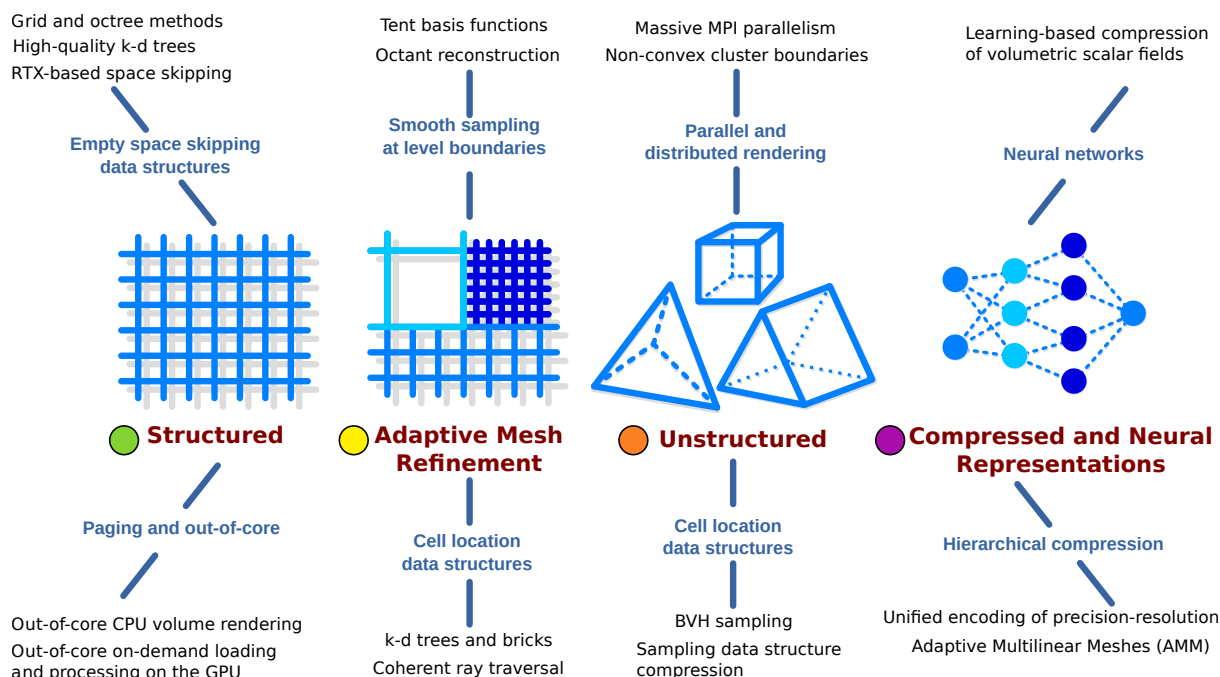 Grid and octree methods
High-quality k-d trees
RTX-based space skipping
Empty space skipping
data structures
Structured
Paging and out-of-core
Out-of-core CPU volume rendering
Out-of-core on-demand loading
and processing on the GPU
Tent basis functions
Octant reconstruction
Smooth sampling
at level boundaries
Adaptive Mesh
Refinement
Cell location
data structures
k-d trees and bricks
Coherent ray traversal
Massive MPI parallelism
Non-convex cluster boundaries
Parallel and
distributed rendering
Unstructured
Cell location
data structures
BVH sampling
Sampling data structure
compression
Learning-based compression
of volumetric scalar fields
Neural networks
Compressed and Neural
Representations
Hierarchical compression
Unified encoding of precision-resolution
Adaptive Multilinear Meshes (AMM)